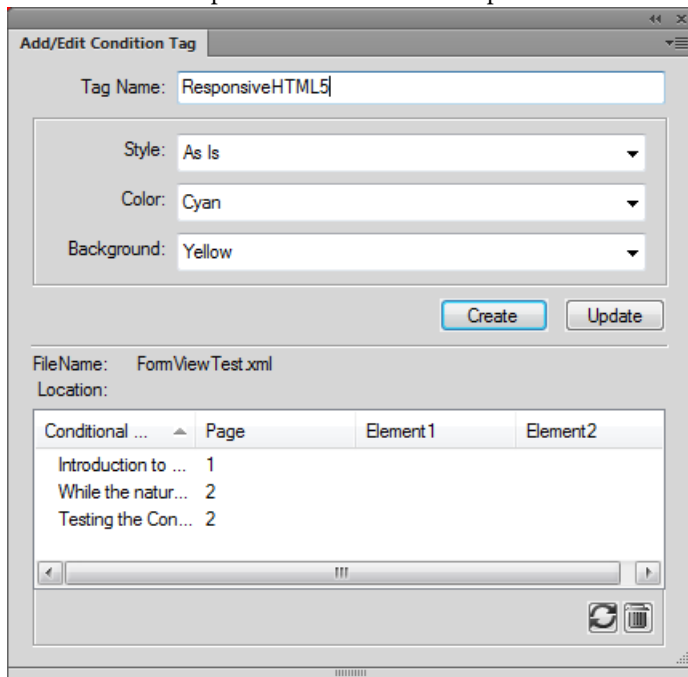 Add/Edit Condition Tag
Tag Name: ResponsiveHTML5
Style: As Is
Color: Cyan
Background: Yellow
Create Update
FileName: FormViewTest.xml
Location:
Conditional ... Page Element1 Element2
Introduction to ... 1
While the natur... 2
Testing the Con... 2